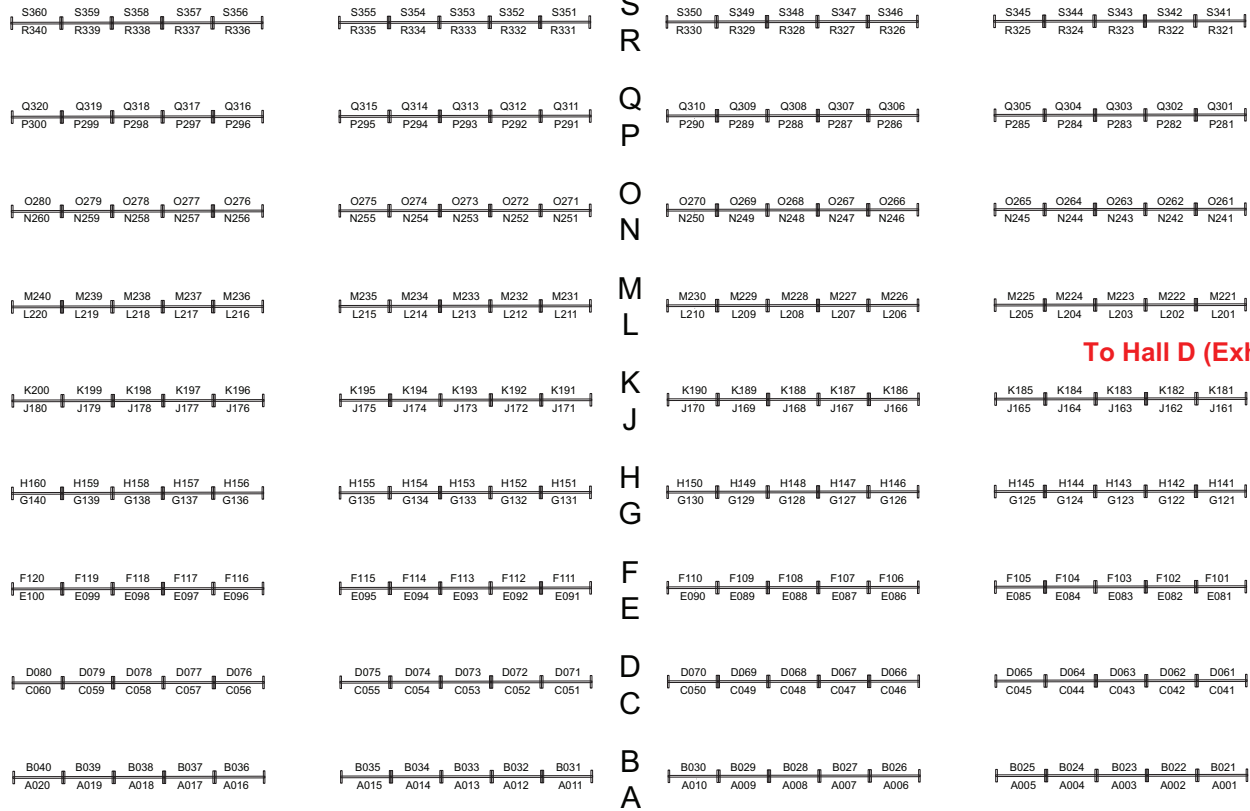 S360 S359 S358 S357 S356 S355 S354 S353 S352 S351 S S350 S349 S348 S347 S346 S345 S344 S343 S342 S341
R340 R339 R338 R337 R336 R335 R334 R333 R332 R331 R R330 R329 R328 R327 R326 R325 R324 R323 R322 R321
Q320 Q319 Q318 Q317 Q316 Q315 Q314 Q313 Q312 Q311 Q Q310 Q309 Q308 Q307 Q306 Q305 Q304 Q303 Q302 Q301
P300 P299 P298 P297 P296 P295 P294 P293 P292 P291 P P290 P289 P288 P287 P286 P285 P284 P283 P282 P281
O280 O279 O278 O277 O276 O275 O274 O273 O272 O271 O O270 O269 O268 O267 O266 O265 O264 O263 O262 O261
N260 N259 N258 N257 N256 N255 N254 N253 N252 N251 N N250 N249 N248 N247 N246 N245 N244 N243 N242 N241
M240 M239 M238 M237 M236 M235 M234 M233 M232 M231 M M230 M229 M228 M227 M226 M225 M224 M223 M222 M221
L220 L219 L218 L217 L216 L215 L214 L213 L212 L211 L L210 L209 L208 L207 L206 L205 L204 L203 L202 L201
To Hall D (Exh
K200 K199 K198 K197 K196 K195 K194 K193 K192 K191 K K190 K189 K188 K187 K186 K185 K184 K183 K182 K181
J180 J179 J178 J177 J176 J175 J174 J173 J172 J171 J J170 J169 J168 J167 J166 J165 J164 J163 J162 J161
H160 H159 H158 H157 H156 H155 H154 H153 H152 H151 H H150 H149 H148 H147 H146 H145 H144 H143 H142 H141
G140 G139 G138 G137 G136 G135 G134 G133 G132 G131 G G130 G129 G128 G127 G126 G125 G124 G123 G122 G121
F120 F119 F118 F117 F116 F115 F114 F113 F112 F111 F F110 F109 F108 F107 F106 F105 F104 F103 F102 F101
E100 E099 E098 E097 E096 E095 E094 E093 E092 E091 E E090 E089 E088 E087 E086 E085 E084 E083 E082 E081
D080 D079 D078 D077 D076 D075 D074 D073 D072 D071 D D070 D069 D068 D067 D066 D065 D064 D063 D062 D061
C060 C059 C058 C057 C056 C055 C054 C053 C052 C051 C C050 C049 C048 C047 C046 C045 C044 C043 C042 C041
B040 B039 B038 B037 B036 B035 B034 B033 B032 B031 B B030 B029 B028 B027 B026 B025 B024 B023 B022 B021
A020 A019 A018 A017 A016 A015 A014 A013 A012 A011 A A010 A009 A008 A007 A006 A005 A004 A003 A002 A001